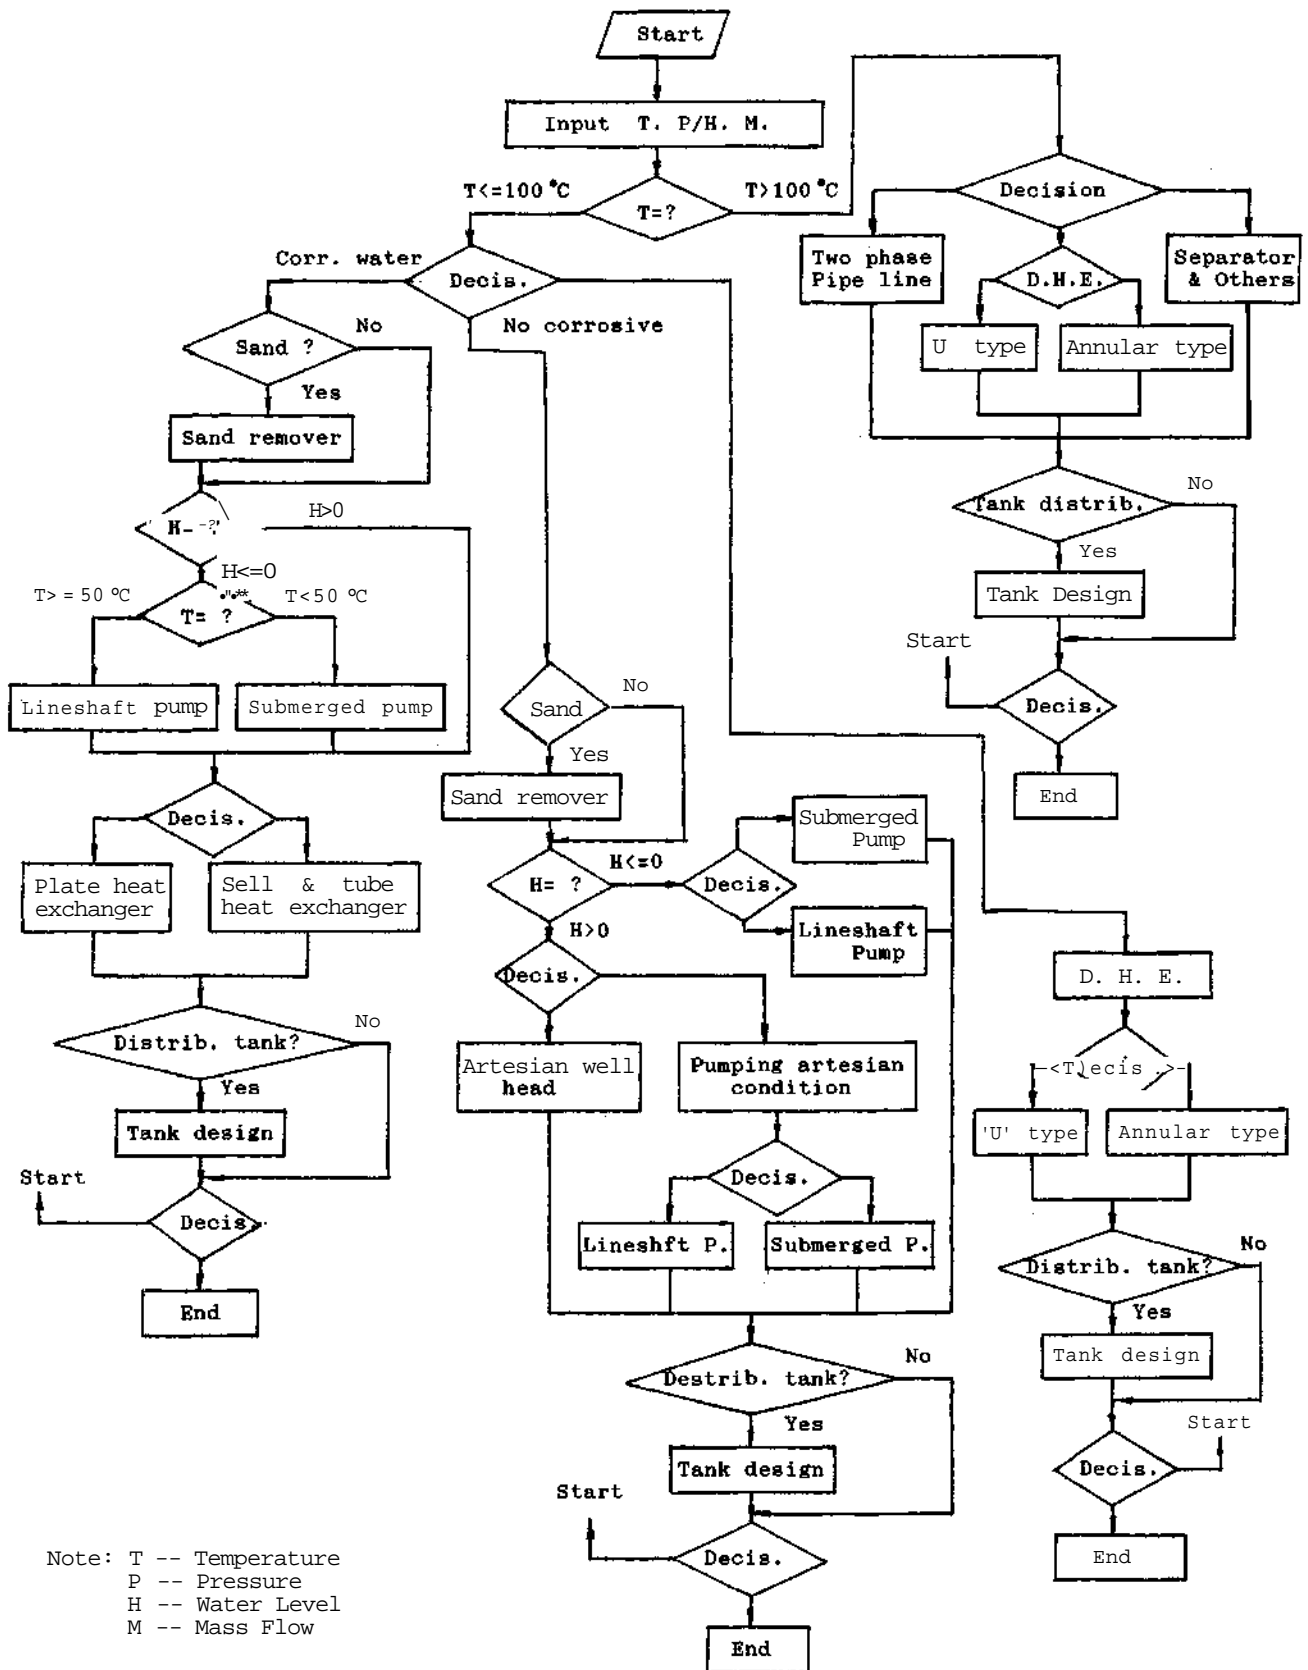 Start
Input T. P/H. M.
T<=100 °C
T=?
T>100 °C
Decision
Two phase
Pipe line
D.H.E.
Separator
& Others
U type
Annular type
Corr. water
Decis.
No corrosive
Sand ?
No
Yes
Sand remover
H>0
H<=0
T>=50 °C
T= ?
T<50 °C
Lineshaft pump
Submerged pump
Decis.
Plate heat
exchanger
Sell & tube
heat exchanger
Distrib. tank?
No
Yes
Tank design
Start
Decis.
End
Sand
No
Yes
Sand remover
H= ?
H<=0
Decis.
Submerged
Pump
Lineshaft
Pump
H>0
Decis.
Artesian well
head
Pumping artesian
condition
Decis.
Lineshft P.
Submerged P.
Destrib. tank?
No
Yes
Tank design
Start
Decis.
End
Tank distrib.
No
Yes
Tank Design
Start
Decis.
End
D. H. E.
'U' type
Annular type
Distrib. tank?
No
Yes
Tank design
Start
Decis.
End
Note: T -- Temperature
P -- Pressure
H -- Water Level
M -- Mass Flow